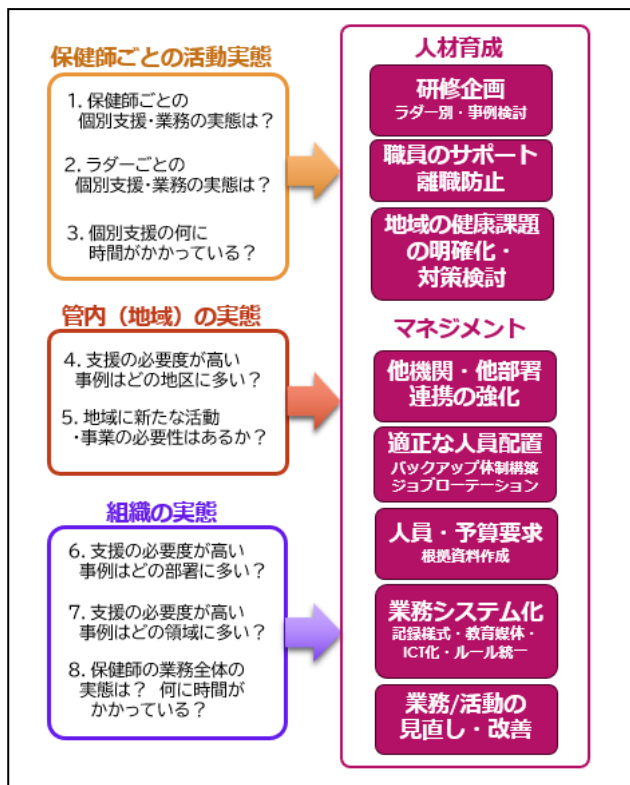 保健師ごとの活動実態
1. 保健師ごとの
個別支援・業務の実態は？
2. ラダーごとの
個別支援・業務の実態は？
3. 個別支援の何に
時間がかかっている？
管内（地域）の実態
4. 支援の必要度が高い
事例はどの地区に多い？
5. 地域に新たな活動
・事業の必要性はあるか？
組織の実態
6. 支援の必要度が高い
事例はどの部署に多い？
7. 支援の必要度が高い
事例はどの領域に多い？
8. 保健師の業務全体の
実態は？ 何に時間が
かかっている？
人材育成
研修企画
ラダー別・事例検討
職員のサポート
離職防止
地域の健康課題
の明確化・
対策検討
マネジメント
他機関・他部署
連携の強化
適正な人員配置
バックアップ体制構築
ジョブローテーション
人員・予算要求
根拠資料作成
業務システム化
記録様式・教育媒体・
ICT化・ルール統一
業務/活動の
見直し・改善